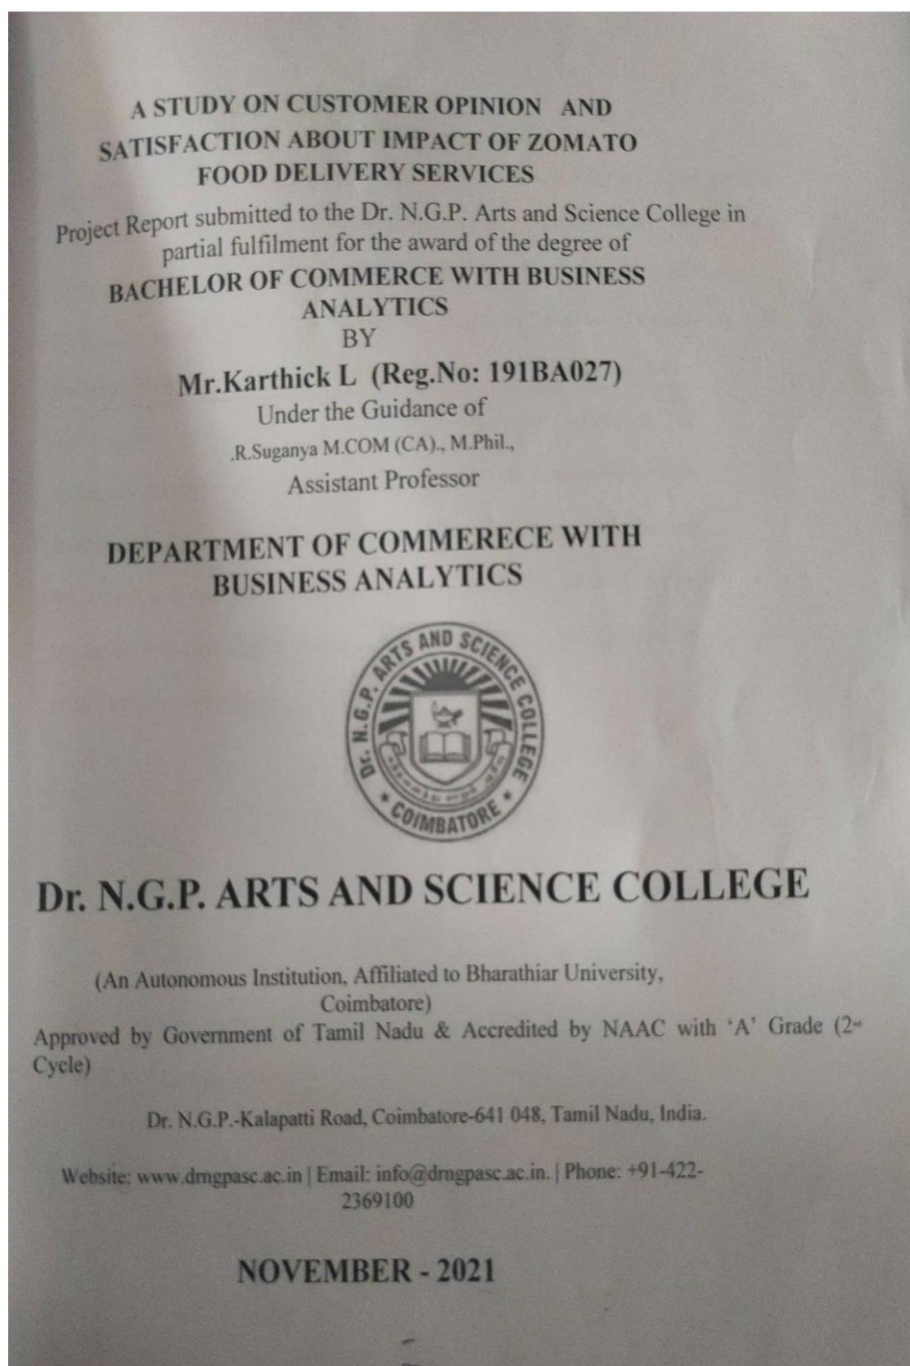 A STUDY ON CUSTOMER OPINION AND
SATISFACTION ABOUT IMPACT OF ZOMATO
FOOD DELIVERY SERVICES
Project Report submitted to the Dr. N.G.P. Arts and Science College in
partial fulfilment for the award of the degree of
BACHELOR OF COMMERCE WITH BUSINESS
ANALYTICS
BY
Mr.Karthick L (Reg.No: 191BA027)
Under the Guidance of
.R.Suganya M.COM (CA)., M.Phil.,
Assistant Professor
DEPARTMENT OF COMMERECE WITH
BUSINESS ANALYTICS
Dr. N.G.P. ARTS AND SCIENCE COLLEGE
COIMBATORE
Dr. N.G.P. ARTS AND SCIENCE COLLEGE
(An Autonomous Institution, Affiliated to Bharathiar University,
Coimbatore)
Approved by Government of Tamil Nadu & Accredited by NAAC with ‘A’ Grade (2nd
Cycle)
Dr. N.G.P.-Kalapatti Road, Coimbatore-641 048, Tamil Nadu, India.
Website: www.drngpasc.ac.in | Email: info@drngpasc.ac.in. | Phone: +91-422-
2369100
NOVEMBER - 2021